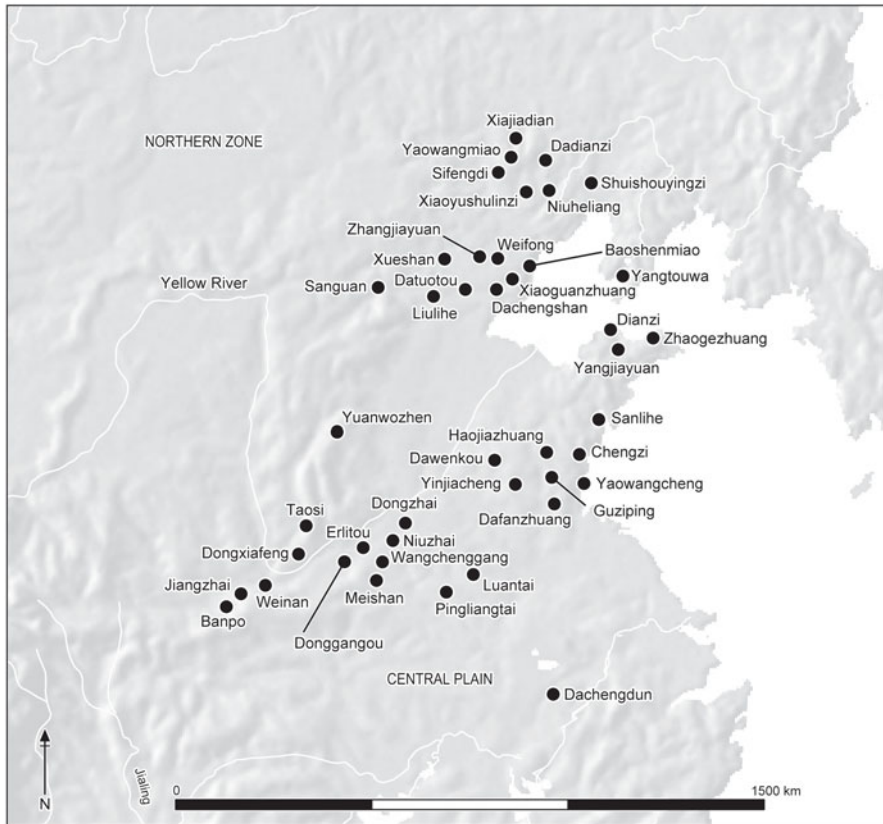 Xiajiadian
NORTHERN ZONE
Yaowangmiao
Dadianzi
Sifengdi
Shuishouyingzi
Xiaoyushulinzi
Niuheliang
Zhangjiayuan
Weifong
Baoshenmiao
Xueshan
Yangtouwa
Yellow River
Sanguan
Datuotou
Xiaoguanzhuang
Liulihe
Dachengshan
Dianzi
Zhaogezhuang
Yangjiayuan
Yuanwozhen
Sanlihe
Haojiazhuang
Chengzi
Dawenkou
Yinjiacheng
Yaowangcheng
Dongzhai
Guziping
Taosi
Dafanzhuang
Erlitou
Niuzhai
Dongxiafeng
Wangchenggang
Jiangzhai
Luantai
Weinan
Meishan
Banpo
Pingliangtai
Donggangou
CENTRAL PLAIN
Dachengdun
Jialing
N
0
1500 km